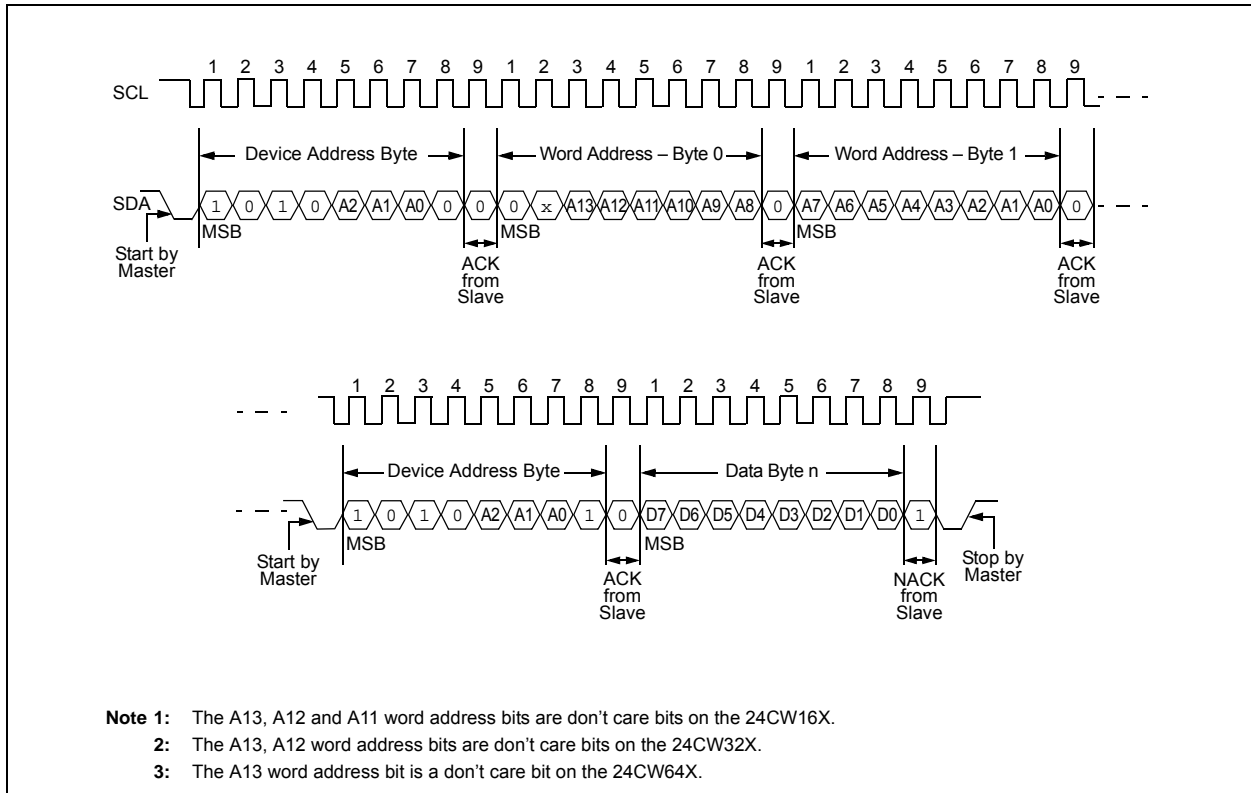 1 2 3 4 5 6 7 8 9 1 2 3 4 5 6 7 8 9 1 2 3 4 5 6 7 8 9
SCL
Device Address Byte Word Address – Byte 0 Word Address – Byte 1
SDA 1 0 1 0 A2 A1 A0 0 0 0 x A13 A12 A11 A10 A9 A8 0 A7 A6 A5 A4 A3 A2 A1 A0 0
MSB MSB MSB
Start by
Master
ACK
from
Slave
ACK
from
Slave
ACK
from
Slave
1 2 3 4 5 6 7 8 9 1 2 3 4 5 6 7 8 9
Device Address Byte Data Byte n
1 0 1 0 A2 A1 A0 1 0 D7 D6 D5 D4 D3 D2 D1 D0 1
MSB MSB
Start by
Master
ACK
from
Slave
NACK
from
Slave
Stop by
Master
Note 1: The A13, A12 and A11 word address bits are don’t care bits on the 24CW16X.
2: The A13, A12 word address bits are don’t care bits on the 24CW32X.
3: The A13 word address bit is a don’t care bit on the 24CW64X.